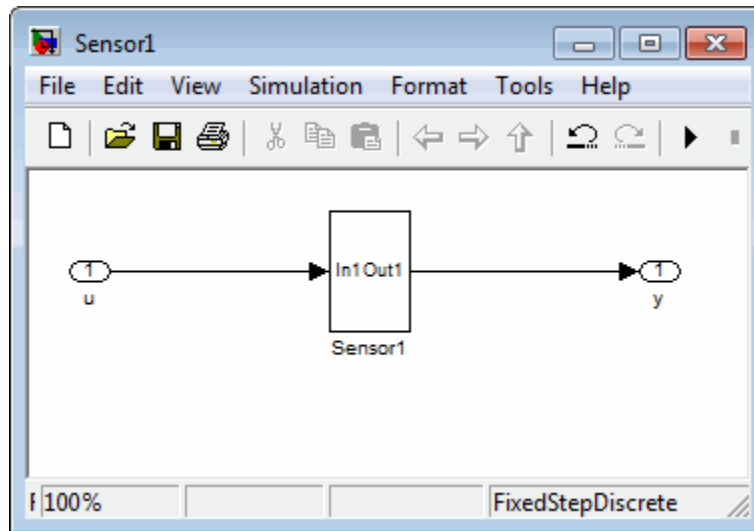 Sensor1
File Edit View Simulation Format Tools Help
1 In1 Out1 1
u y
Sensor1
100% FixedStepDiscrete